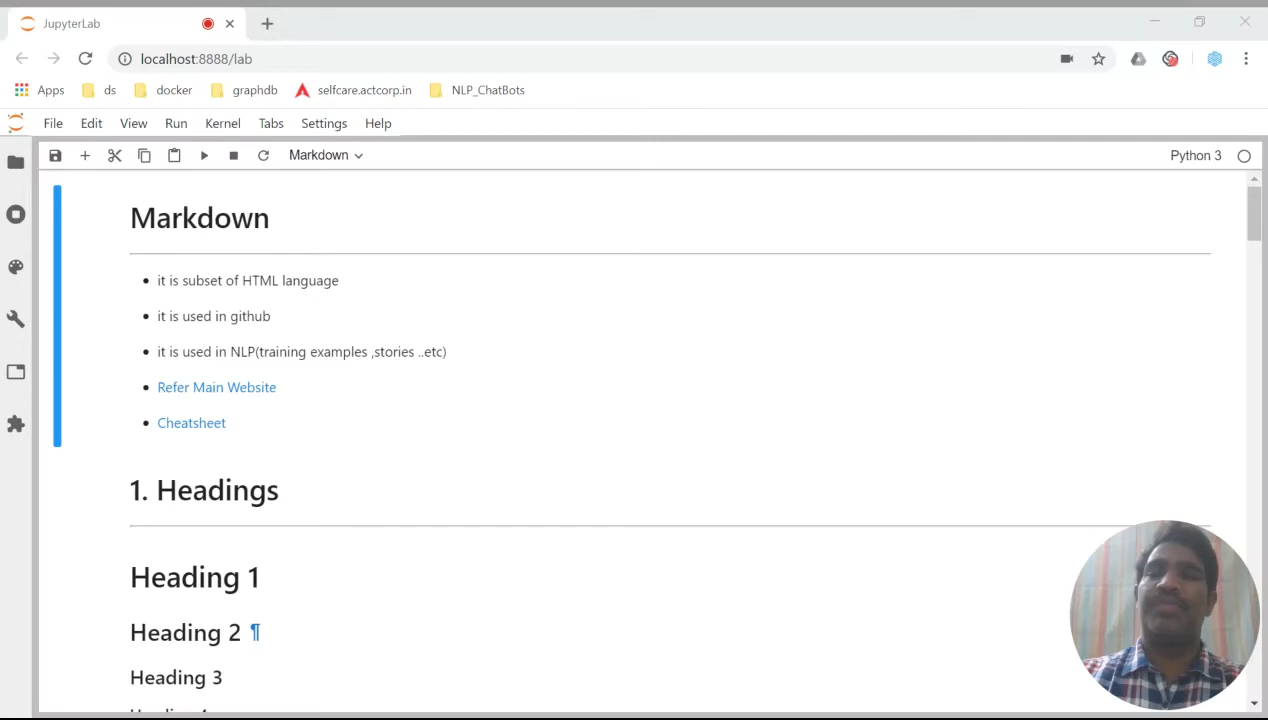 JupyterLab
localhost:8888/lab
Apps ds docker graphdb selfcare.actcorp.in NLP_ChatBots
File Edit View Run Kernel Tabs Settings Help
Markdown Python 3
Markdown
it is subset of HTML language
it is used in github
it is used in NLP(training examples ,stories ..etc)
Refer Main Website
Cheatsheet
1. Headings
Heading 1
Heading 2 ¶
Heading 3